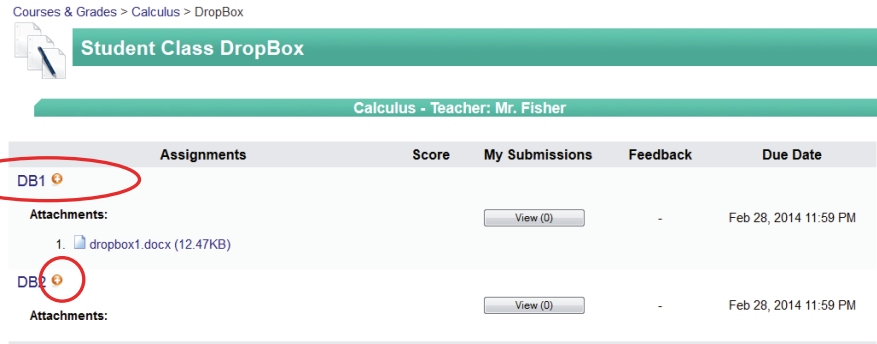 Courses & Grades > Calculus > DropBox
Student Class DropBox
Calculus - Teacher: Mr. Fisher
Assignments Score My Submissions Feedback Due Date
DB1
Attachments:
View (0) - Feb 28, 2014 11:59 PM
1. dropbox1.docx (12.47KB)
DB2
View (0) - Feb 28, 2014 11:59 PM
Attachments: